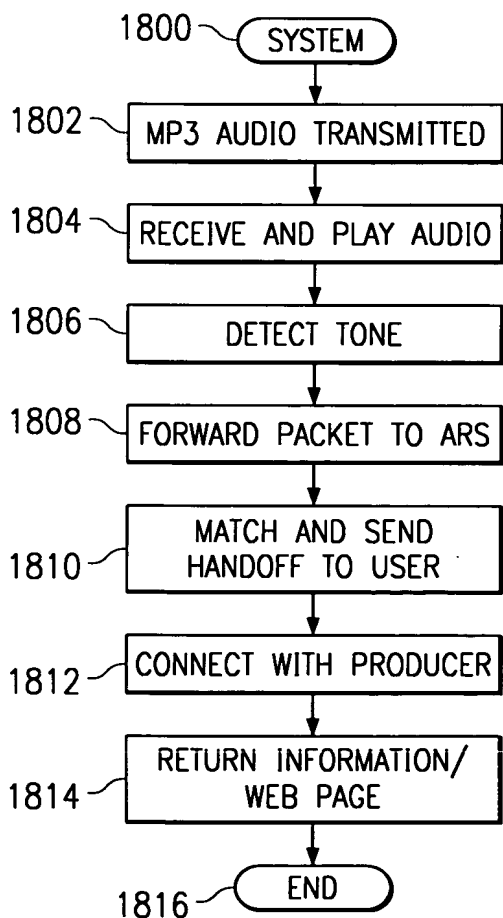 1800 SYSTEM
1802 MP3 AUDIO TRANSMITTED
1804 RECEIVE AND PLAY AUDIO
1806 DETECT TONE
1808 FORWARD PACKET TO ARS
1810 MATCH AND SEND
HANDOFF TO USER
1812 CONNECT WITH PRODUCER
1814 RETURN INFORMATION/
WEB PAGE
1816 END